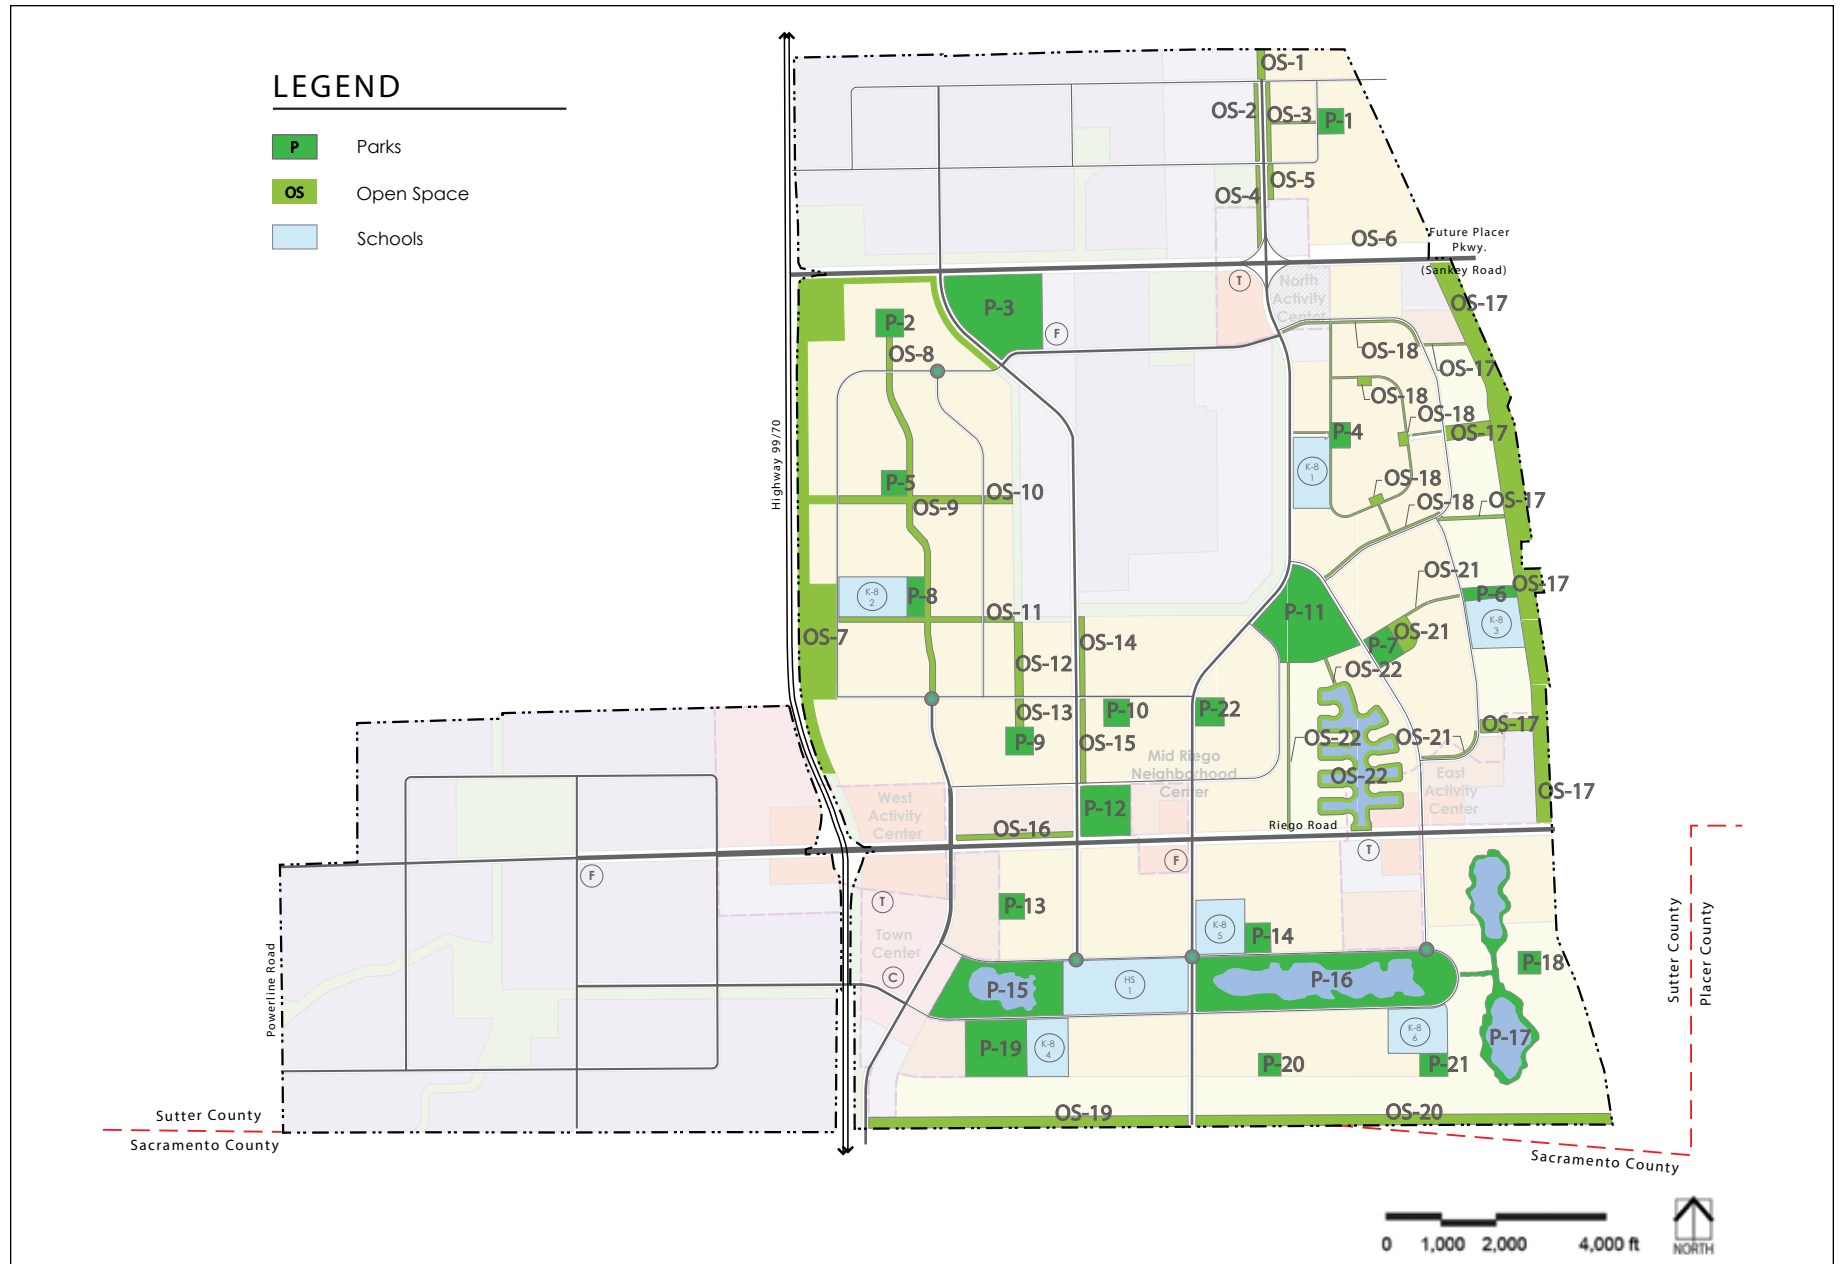 LEGEND
P Parks
OS Open Space
Schools
OS-1
OS-2
OS-3
P-1
OS-5
OS-4
OS-6
Future Placer
Pkwy.
(Sankey Road)
T
North
Activity
Center
OS-17
P-3
F
P-2
OS-8
OS-18
OS-17
OS-18
OS-18
OS-17
P-4
Highway 99/70
K-8
1
P-5
OS-10
OS-9
OS-18
OS-18
OS-17
OS-21
OS-17
P-6
K-8
2
P-8
K-8
3
OS-11
P-11
OS-7
OS-14
OS-21
P-7
OS-12
OS-22
OS-13
P-10
P-22
OS-17
P-9
OS-15
OS-22
OS-21
Mid Riego
Neighborhood
Center
OS-22
East
Activity
Center
OS-17
West
Activity
Center
P-12
OS-16
Riego Road
T
F
F
T
P-13
K-8
5
P-14
Town
Center
C
P-15
HS
1
P-16
P-18
Powerline Road
P-19
K-8
4
K-8
6
P-17
P-20
P-21
Sutter County
Placer County
OS-19
OS-20
Sutter County
Sacramento County
Sacramento County
0 1,000 2,000 4,000 ft
NORTH